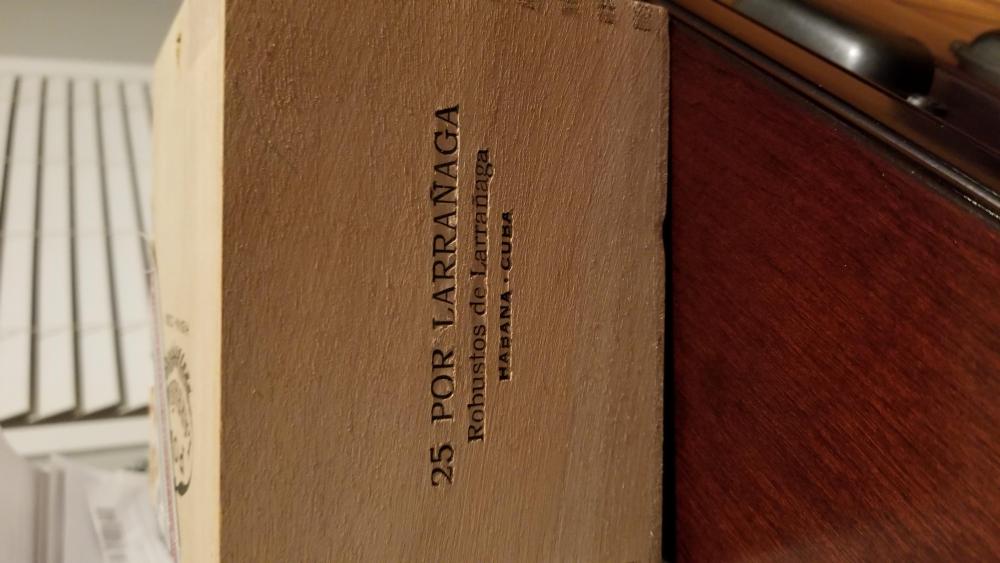 25 POR LARRAÑAGA
Robustos de Larrañaga
HABANA • CUBA